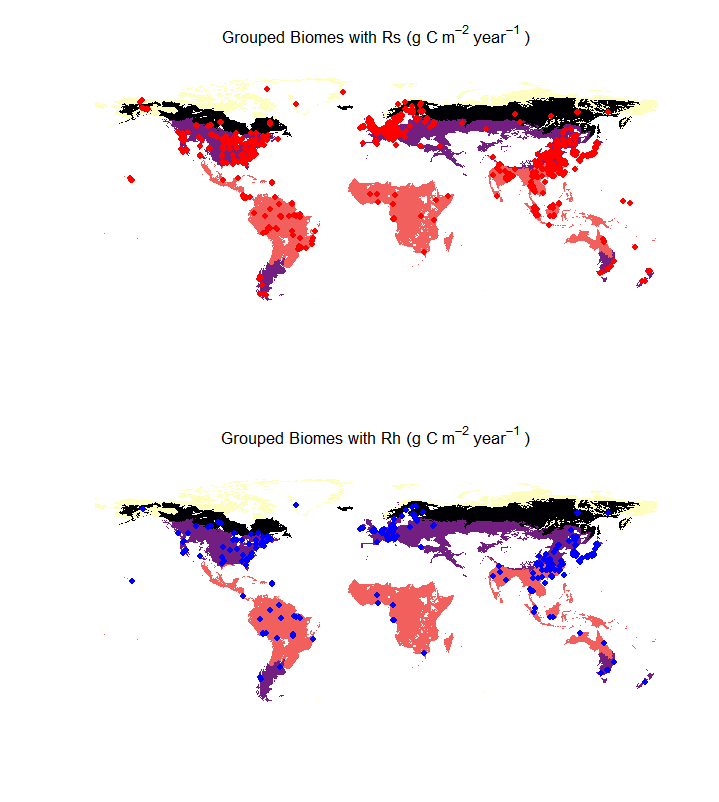 Grouped Biomes with Rs (g C m−2 year−1 )
Grouped Biomes with Rh (g C m−2 year−1 )